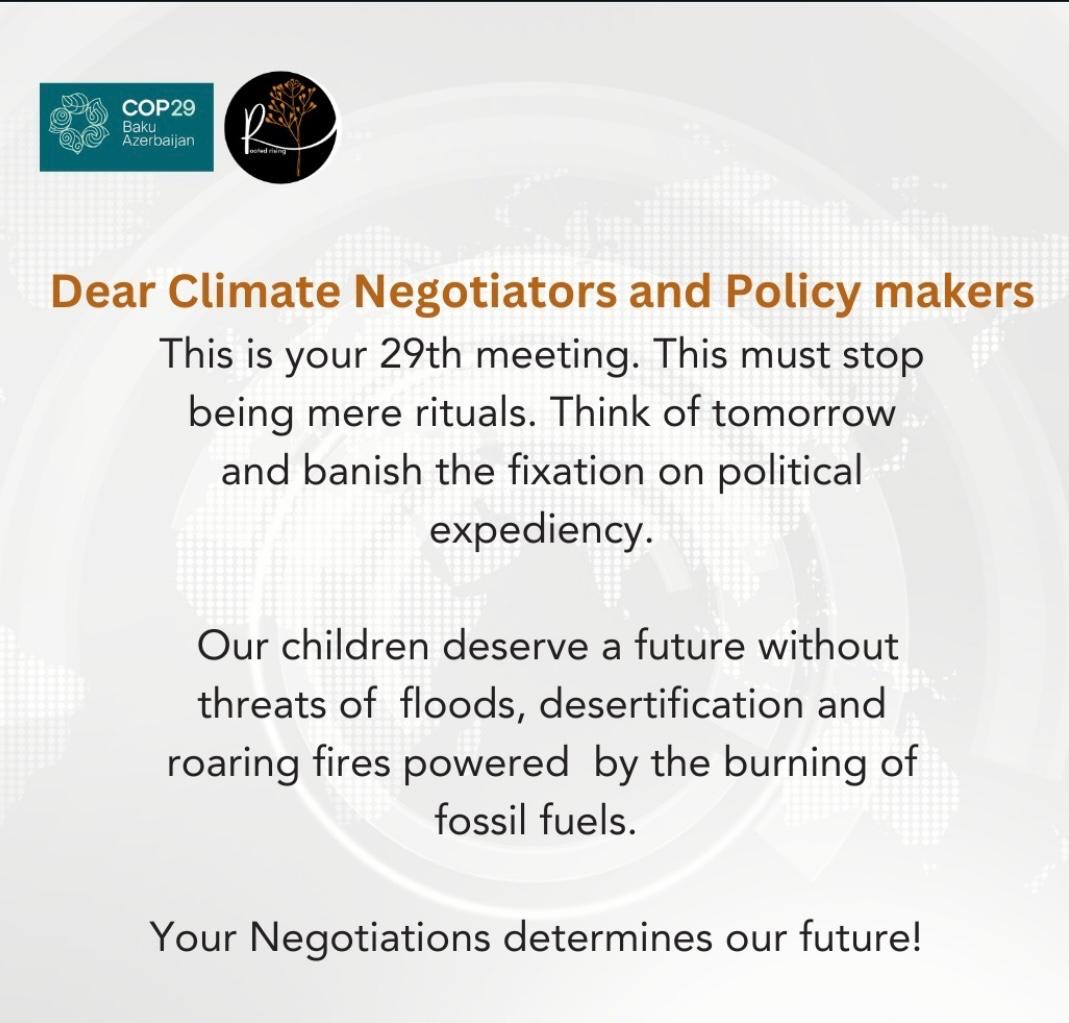 COP29
Baku
Azerbaijan
Rooted rising
Dear Climate Negotiators and Policy makers
This is your 29th meeting. This must stop
being mere rituals. Think of tomorrow
and banish the fixation on political
expediency.
Our children deserve a future without
threats of  floods, desertification and
roaring fires powered  by the burning of
fossil fuels.
Your Negotiations determines our future!